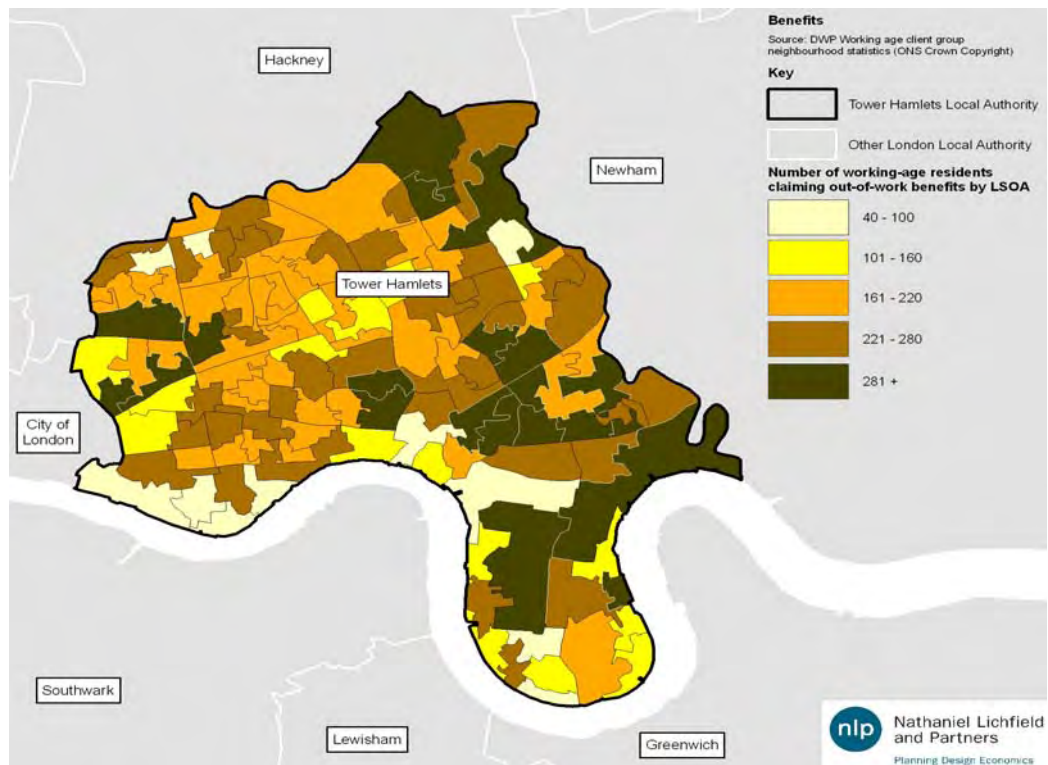 Benefits
Source: DWP Working age client group
neighbourhood statistics (ONS Crown Copyright)
Key
Tower Hamlets Local Authority
Other London Local Authority
Number of working-age residents
claiming out-of-work benefits by LSOA
40 - 100
101 - 160
161 - 220
221 - 280
281 +
Hackney
Newham
Tower Hamlets
City of
London
Southwark
Lewisham
Greenwich
nlp
Nathaniel Lichfield
and Partners
Planning Design Economics